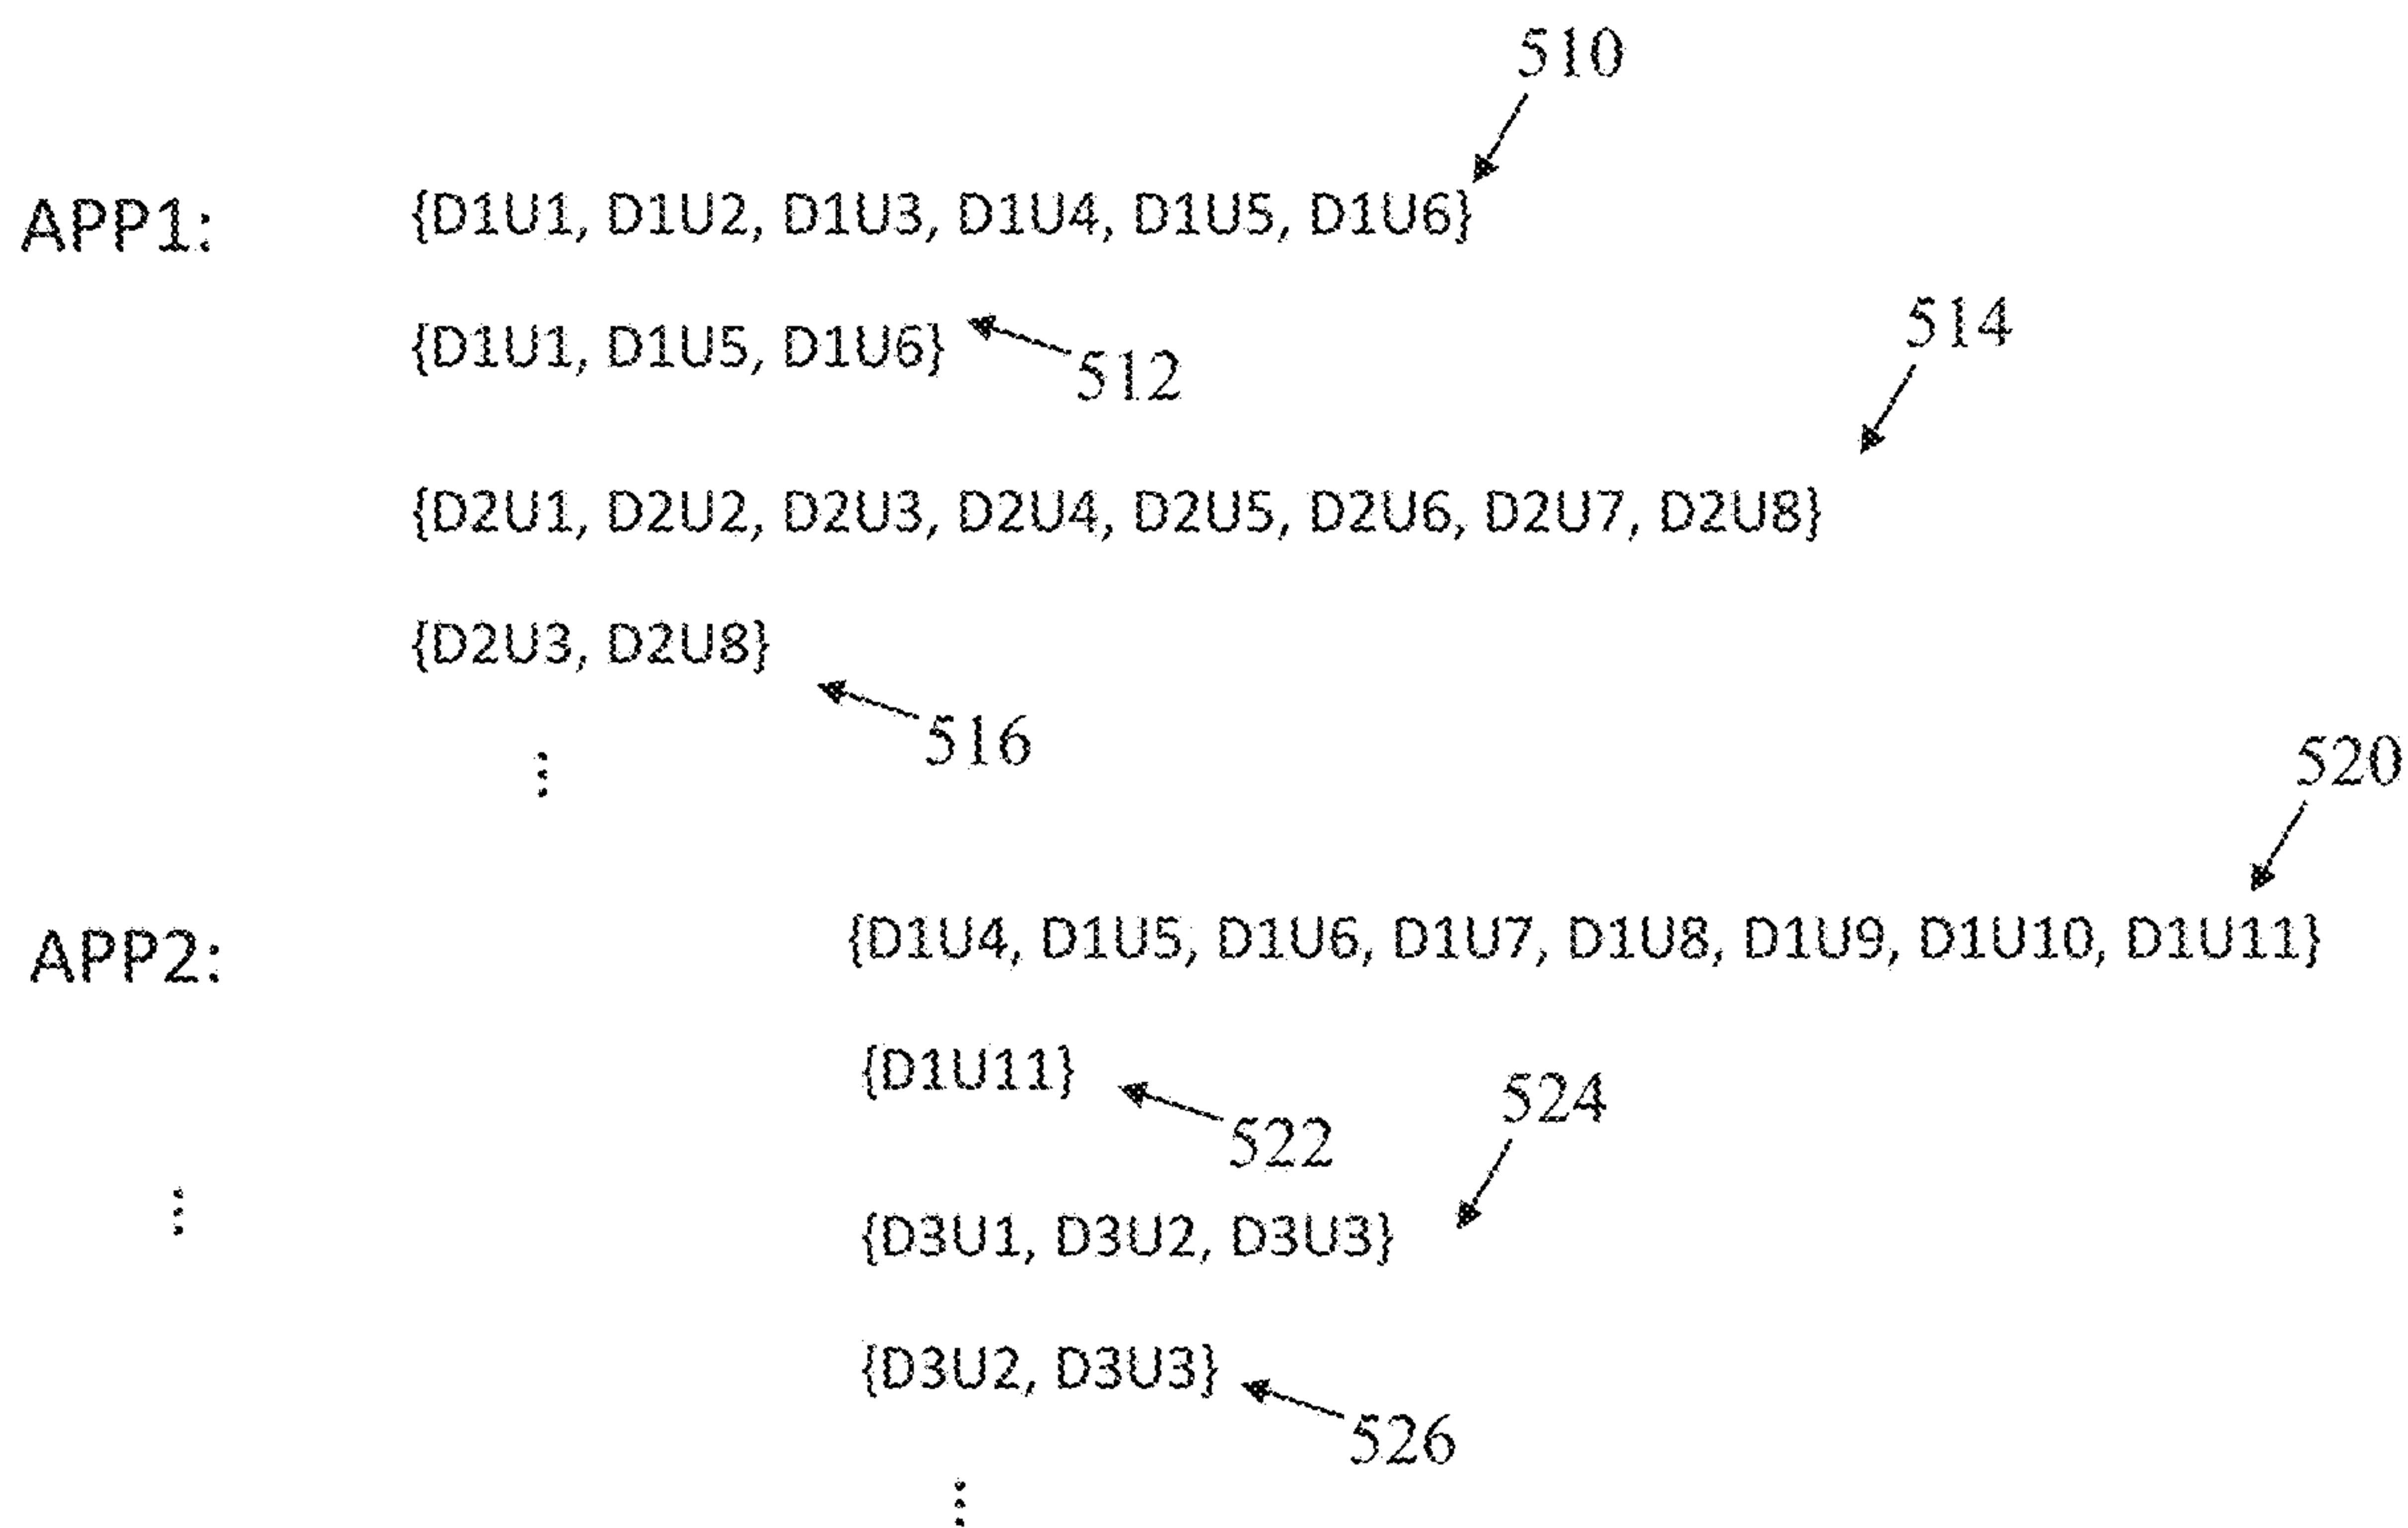 510
APP1: {D1U1, D1U2, D1U3, D1U4, D1U5, D1U6}
{D1U1, D1U5, D1U6}
512
514
{D2U1, D2U2, D2U3, D2U4, D2U5, D2U6, D2U7, D2U8}
{D2U3, D2U8}
516
⋮
520
APP2: {D1U4, D1U5, D1U6, D1U7, D1U8, D1U9, D1U10, D1U11}
{D1U11}
522
524
⋮
{D3U1, D3U2, D3U3}
{D3U2, D3U3}
526
⋮